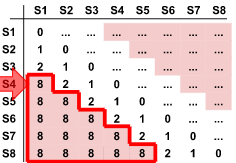 S1 S2 S3 S4 S5 S6 S7 S8
S1 0 ... ... ... ... ... ... ...
S2 1 0 ... ... ... ... ... ...
S3 2 1 0 ... ... ... ... ...
S4 8 2 1 0 ... ... ... ...
S5 8 8 2 1 0 ... ... ...
S6 8 8 8 2 1 0 ... ...
S7 8 8 8 8 2 1 0 ...
S8 8 8 8 8 8 2 1 0